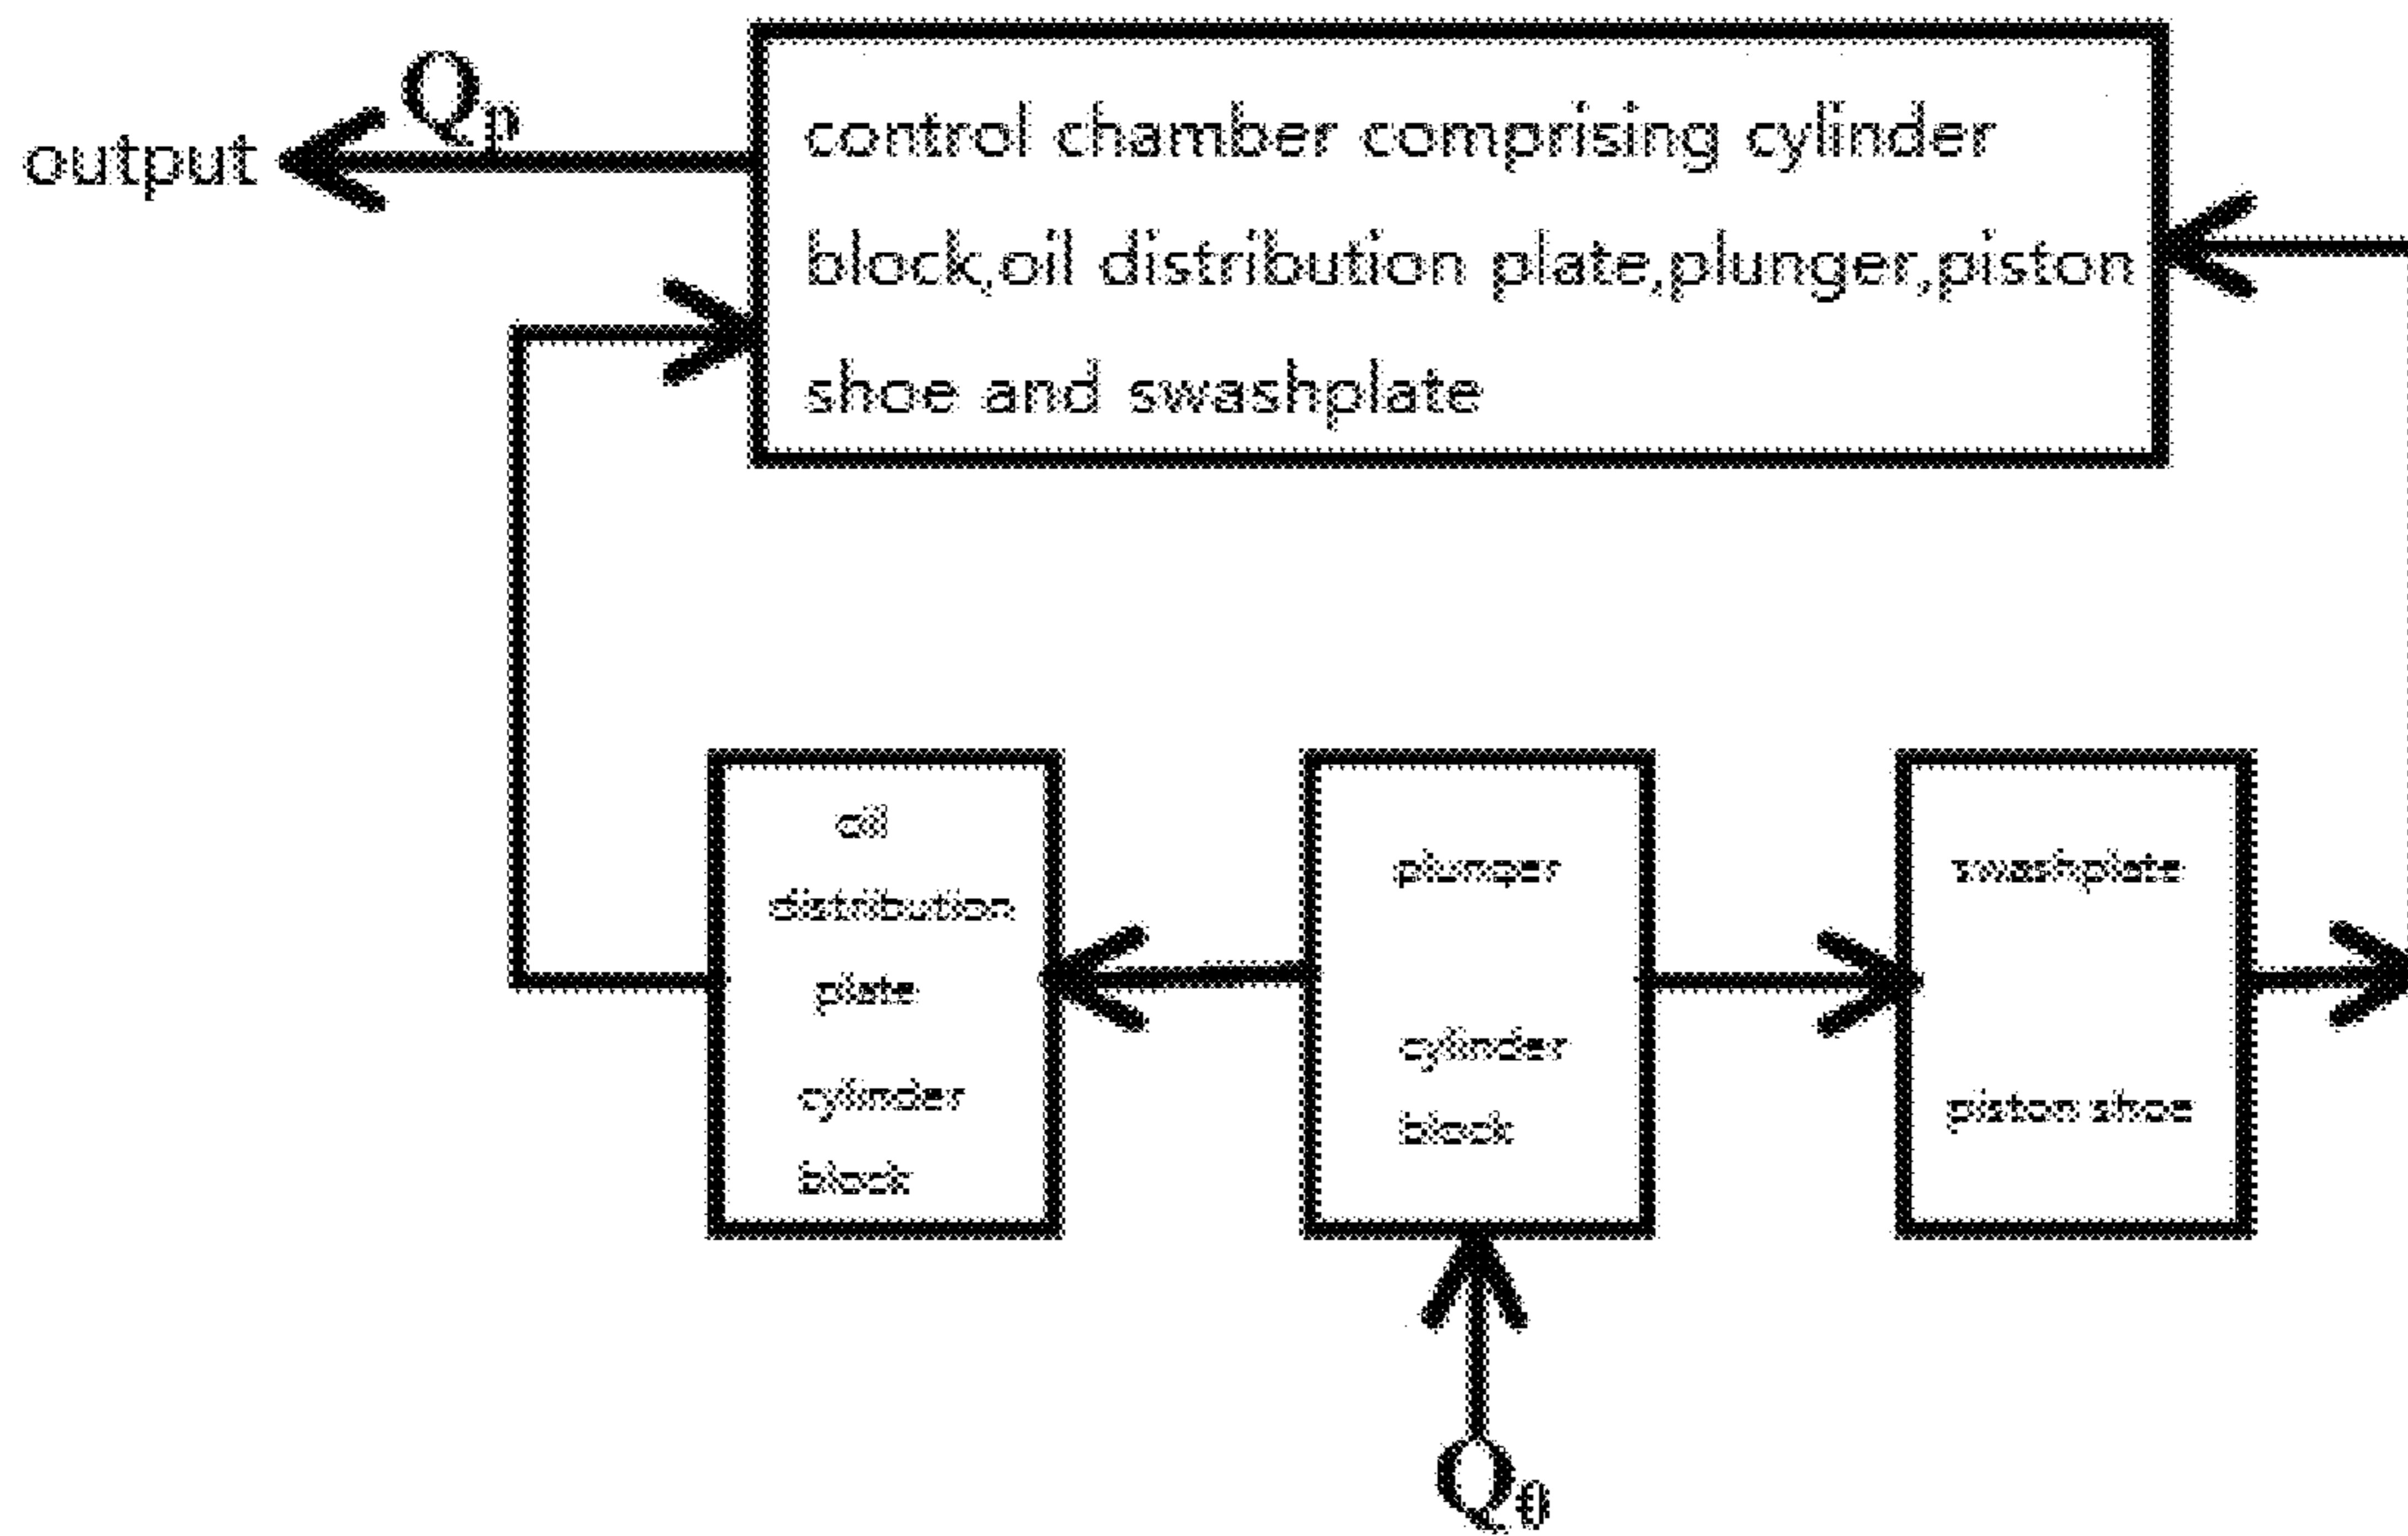 Qp
output
control chamber comprising cylinder
block,oil distribution plate,plunger,piston
shoe and swashplate
oil
distribution
plate
cylinder
block
plunger
cylinder
block
swashplate
piston shoe
Q0